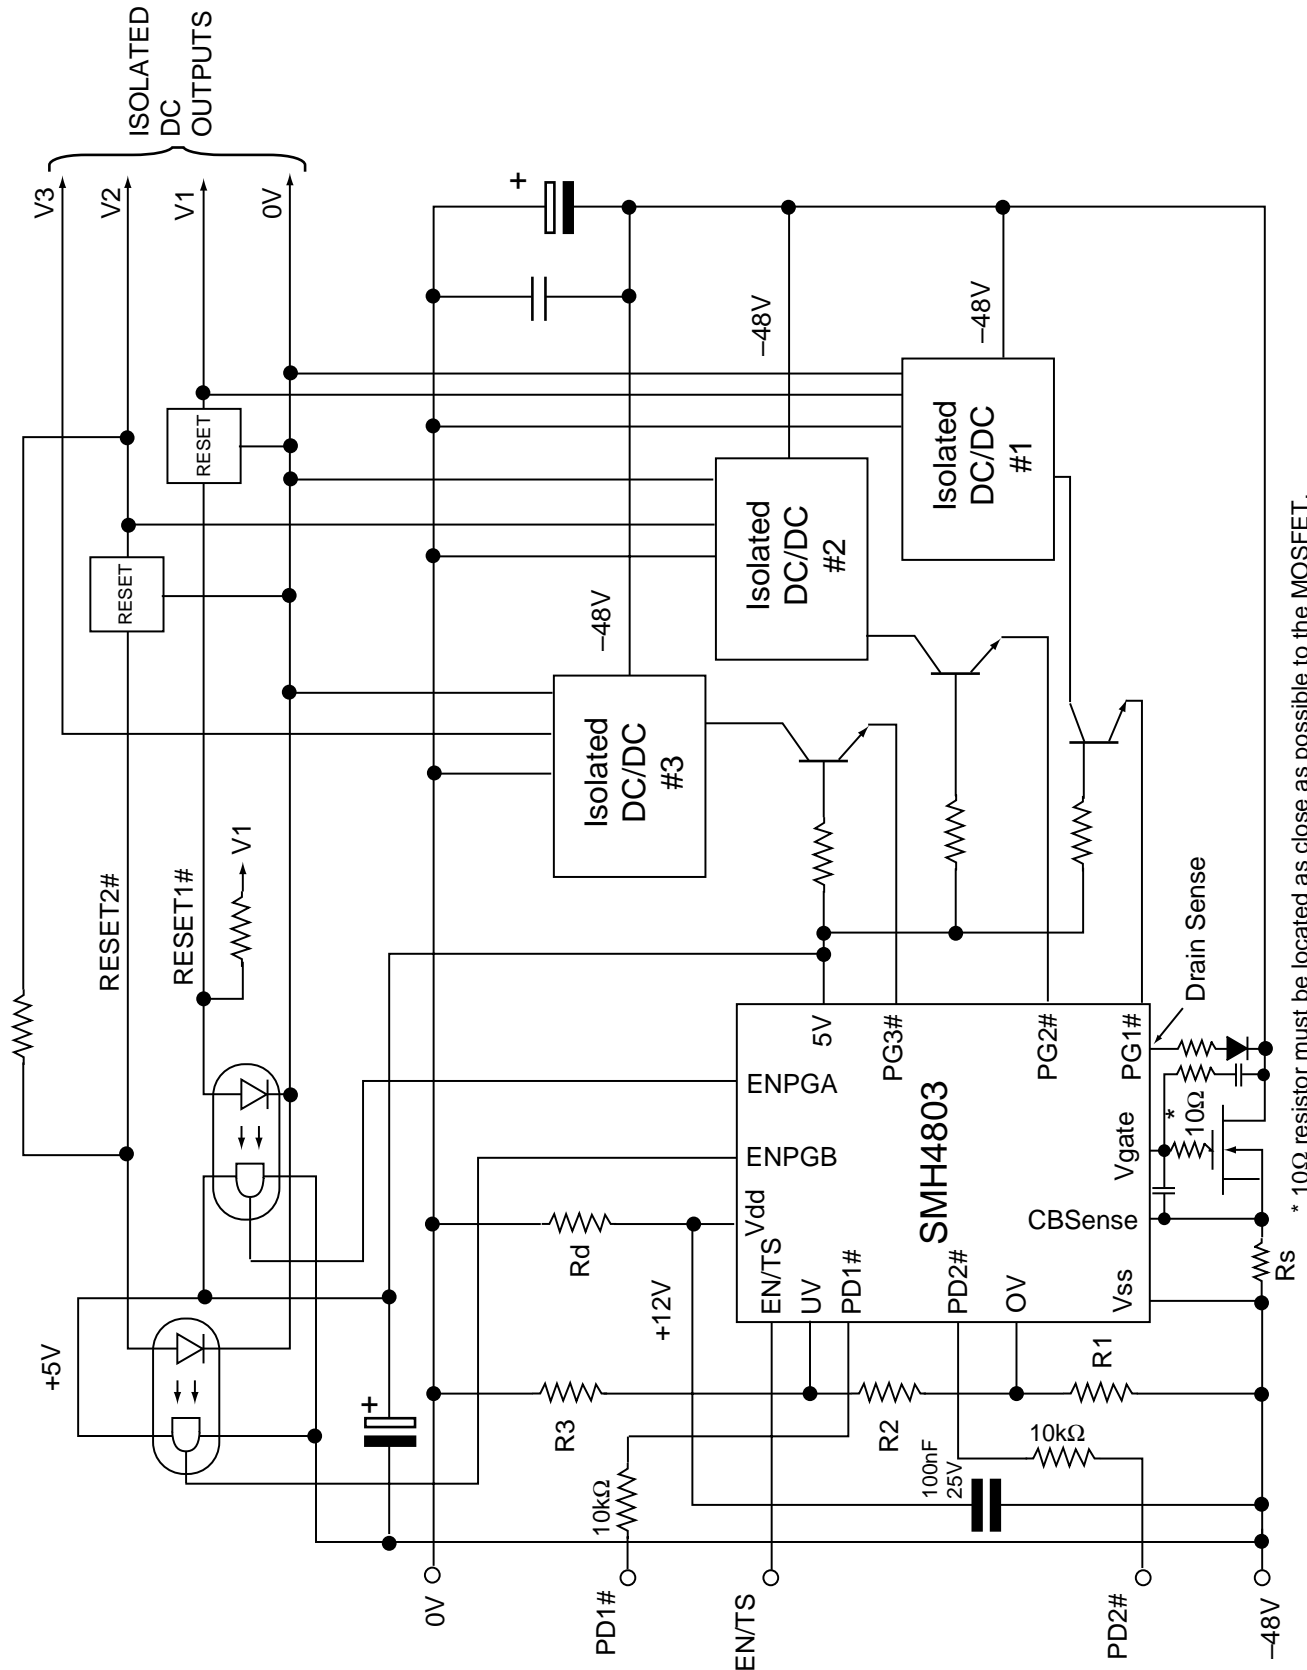 ISOLATED
DC
OUTPUTS
V3
V2
V1
0V
+
RESET
RESET
RESET2#
RESET1#
V1
–48V
–48V
–48V
Isolated
DC/DC
#3
Isolated
DC/DC
#2
Isolated
DC/DC
#1
+5V
+
0V
Rd
+12V
R3
R2
R1
10kΩ
10kΩ
100nF
25V
PD1#
EN/TS
PD2#
–48V
SMH4803
5V
PG3#
PG2#
PG1#
ENPGA
ENPGB
Vdd
EN/TS
UV
PD1#
PD2#
OV
Vss
CBSense
Vgate
Drain Sense
*
10Ω
Rs
* 10Ω resistor must be located as close as possible to the MOSFET.